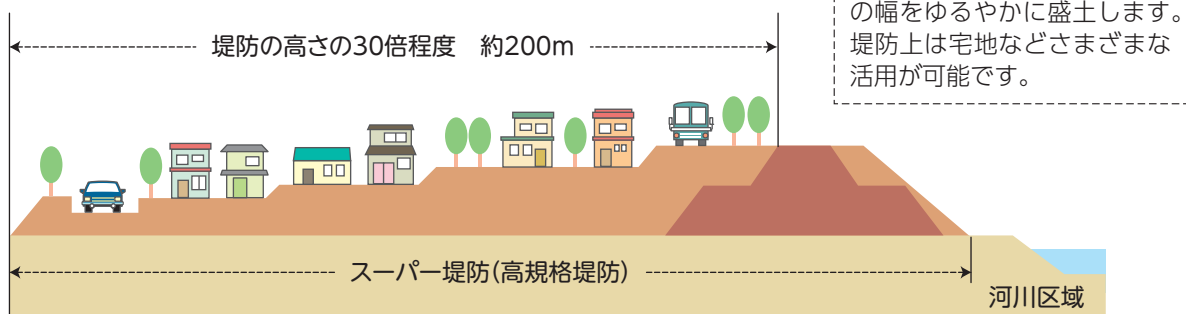 の幅をゆるやかに盛土します。
堤防上は宅地などさまざまな
活用が可能です。
堤防の高さの30倍程度　約200m
スーパー堤防(高規格堤防)
河川区域